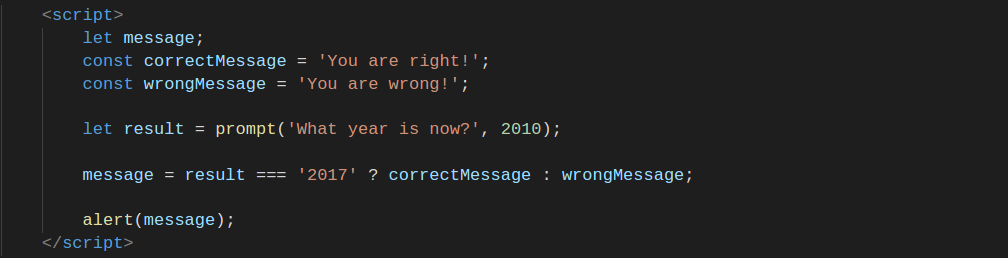 <script>
let message;
const correctMessage = 'You are right!';
const wrongMessage = 'You are wrong!';
let result = prompt('What year is now?', 2010);
message = result === '2017' ? correctMessage : wrongMessage;
alert(message);
</script>